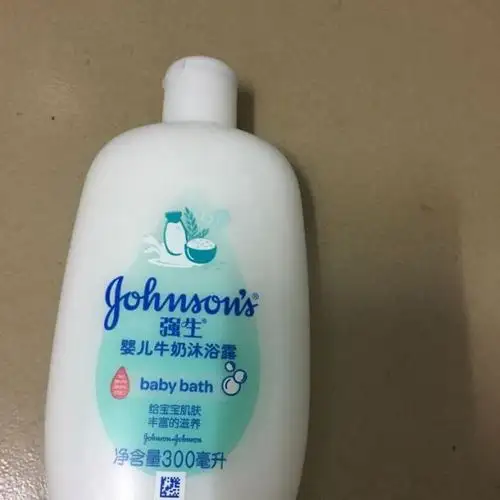 Johnson's®
强生®
婴儿牛奶沐浴露
baby bath
给宝宝肌肤
丰富的滋养
Johnson & Johnson
净含量300毫升